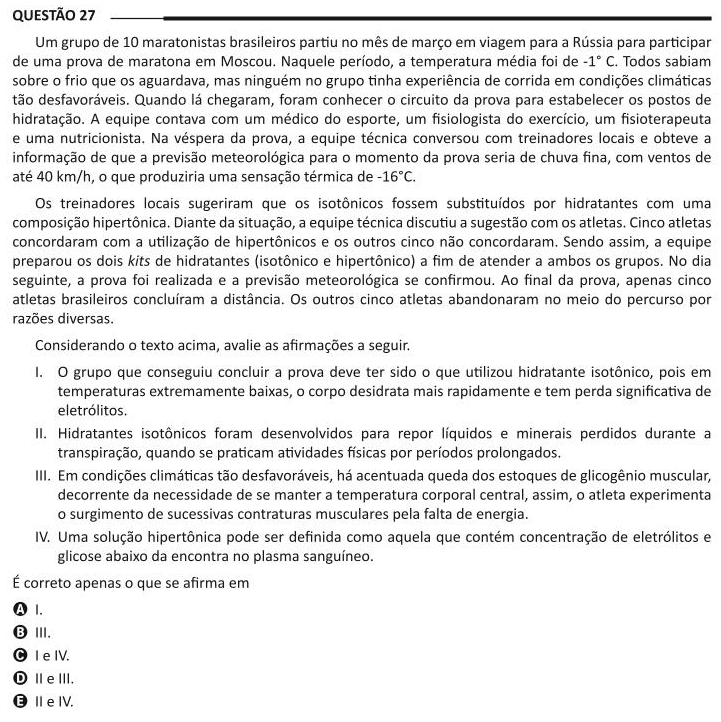 QUESTÃO 27
Um grupo de 10 maratonistas brasileiros partiu no mês de março em viagem para a Rússia para participar
de uma prova de maratona em Moscou. Naquele período, a temperatura média foi de -1° C. Todos sabiam
sobre o frio que os aguardava, mas ninguém no grupo tinha experiência de corrida em condições climáticas
tão desfavoráveis. Quando lá chegaram, foram conhecer o circuito da prova para estabelecer os postos de
hidratação. A equipe contava com um médico do esporte, um fisiologista do exercício, um fisioterapeuta
e uma nutricionista. Na véspera da prova, a equipe técnica conversou com treinadores locais e obteve a
informação de que a previsão meteorológica para o momento da prova seria de chuva fina, com ventos de
até 40 km/h, o que produziria uma sensação térmica de -16°C.
Os treinadores locais sugeriram que os isotônicos fossem substituídos por hidratantes com uma
composição hipertônica. Diante da situação, a equipe técnica discutiu a sugestão com os atletas. Cinco atletas
concordaram com a utilização de hipertônicos e os outros cinco não concordaram. Sendo assim, a equipe
preparou os dois kits de hidratantes (isotônico e hipertônico) a fim de atender a ambos os grupos. No dia
seguinte, a prova foi realizada e a previsão meteorológica se confirmou. Ao final da prova, apenas cinco
atletas brasileiros concluíram a distância. Os outros cinco atletas abandonaram no meio do percurso por
razões diversas.
Considerando o texto acima, avalie as afirmações a seguir.
I. O grupo que conseguiu concluir a prova deve ter sido o que utilizou hidratante isotônico, pois em
temperaturas extremamente baixas, o corpo desidrata mais rapidamente e tem perda significativa de
eletrólitos.
II. Hidratantes isotônicos foram desenvolvidos para repor líquidos e minerais perdidos durante a
transpiração, quando se praticam atividades físicas por períodos prolongados.
III. Em condições climáticas tão desfavoráveis, há acentuada queda dos estoques de glicogênio muscular,
decorrente da necessidade de se manter a temperatura corporal central, assim, o atleta experimenta
o surgimento de sucessivas contraturas musculares pela falta de energia.
IV. Uma solução hipertônica pode ser definida como aquela que contém concentração de eletrólitos e
glicose abaixo da encontra no plasma sanguíneo.
É correto apenas o que se afirma em
A I.
B III.
C I e IV.
D II e III.
E II e IV.